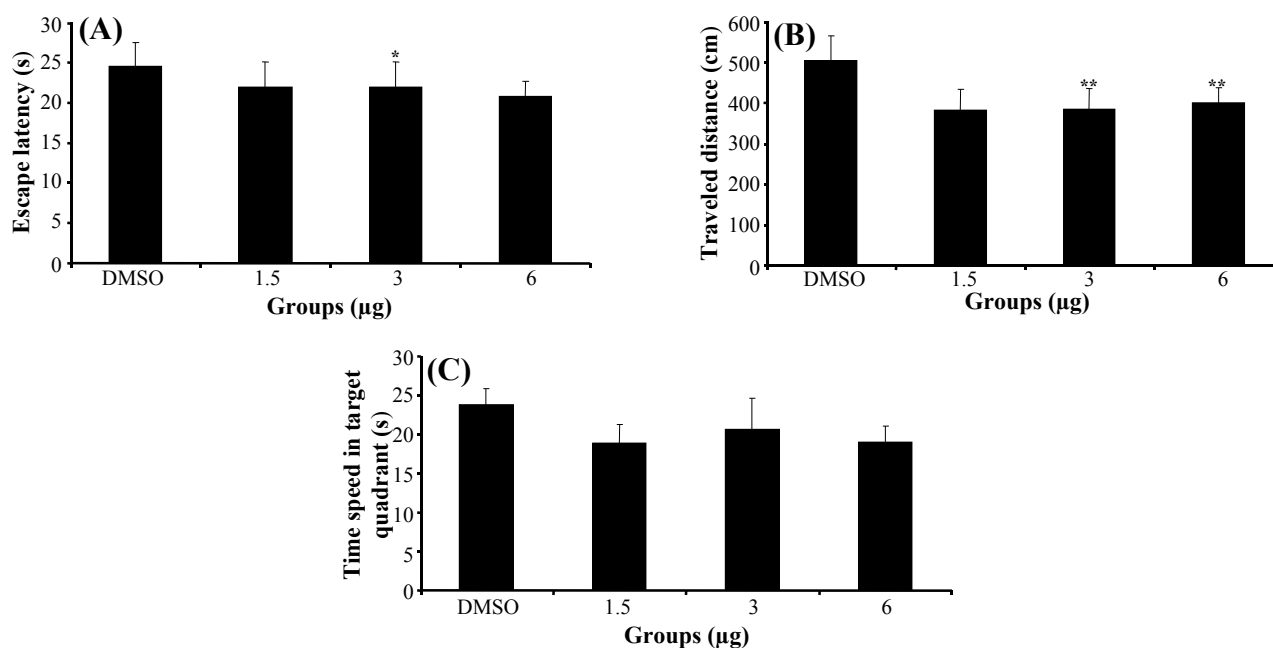 (A)
Escape latency (s)
30
25
20
15
10
5
0
*
DMSO 1.5 3 6
Groups (µg)
(B)
Traveled distance (cm)
600
500
400
300
200
100
0
** **
DMSO 1.5 3 6
Groups (µg)
(C)
Time speed in target
quadrant (s)
30
25
20
15
10
5
0
DMSO 1.5 3 6
Groups (µg)